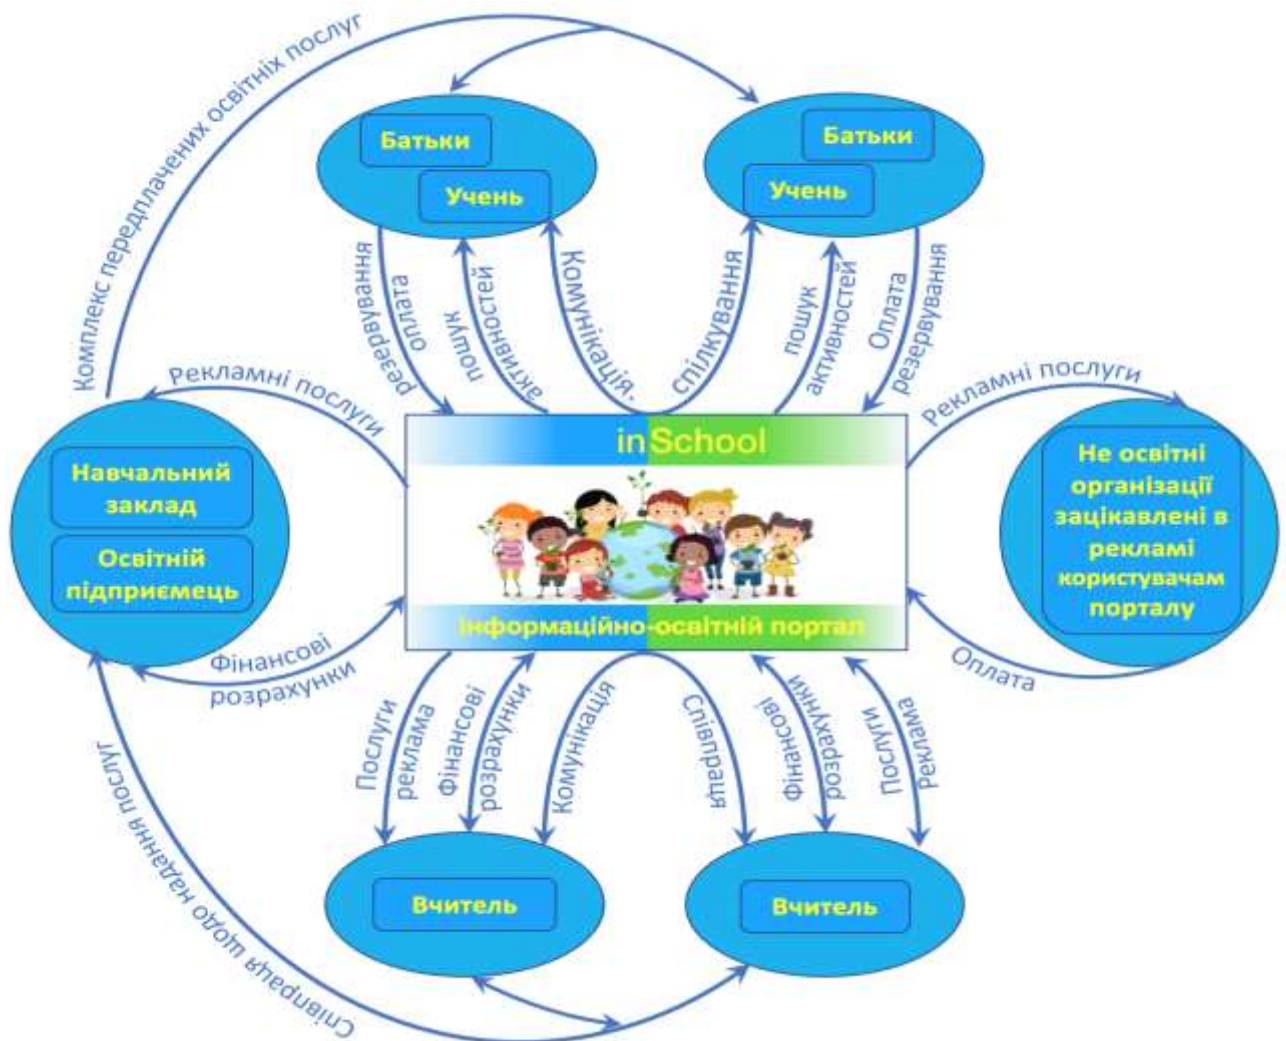 Комплекс передплачених освітніх послуг
Батьки
Учень
Батьки
Учень
резервування
оплата
пошук
активностей
Комунікація.
спілкування
пошук
активностей
Оплата
резервування
Рекламні послуги
Рекламні послуги
inSchool
Навчальний
заклад
Освітній
підприємець
Не освітні
організації
зацікавлені в
рекламі
користувачам
порталу
інформаційно-освітній портал
Фінансові
розрахунки
Оплата
Послуги
реклама
Фінансові
розрахунки
Комунікація
Співпраця
Фінансові
розрахунки
Послуги
Реклама
Співпраця щодо надання послуг
Вчитель
Вчитель